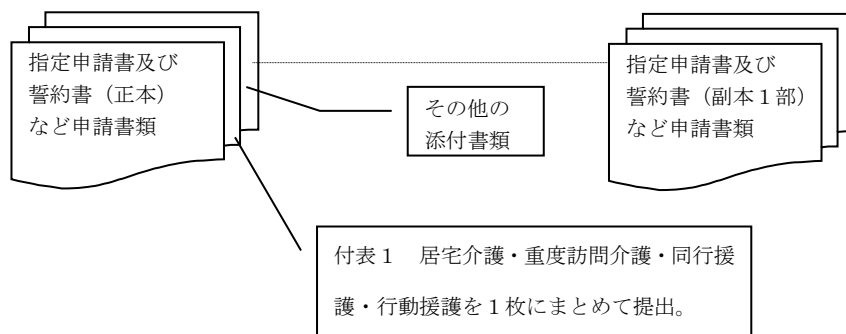 指定申請書及び
誓約書（正本）
など申請書類
その他の
添付書類
指定申請書及び
誓約書（副本１部）
など申請書類
付表１　居宅介護・重度訪問介護・同行援
護・行動援護を１枚にまとめて提出。